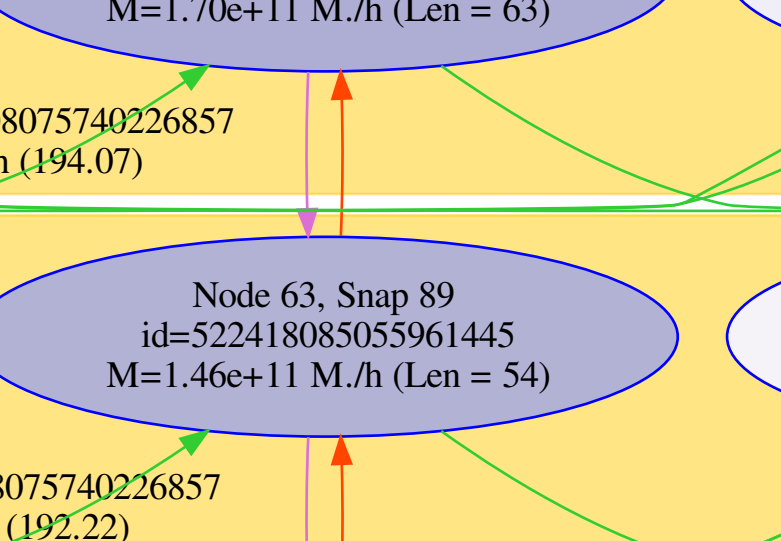 M=1.70e+11 M./h (Len = 63)
8075740226857
(194.07)
Node 63, Snap 89
id=522418085055961445
M=1.46e+11 M./h (Len = 54)
8075740226857
(192.22)